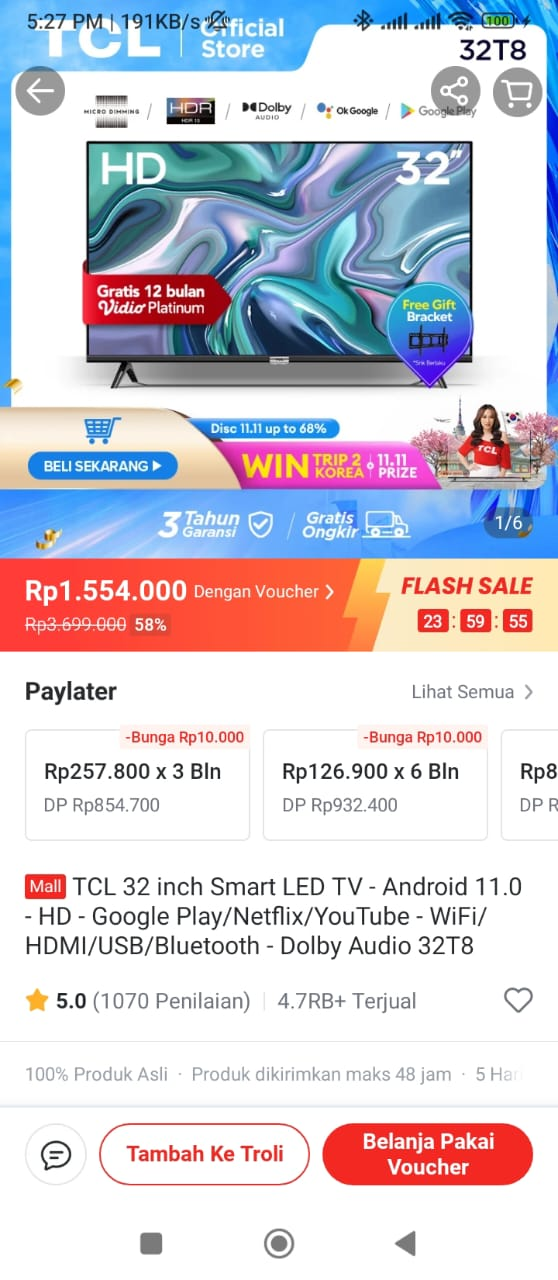 5:27 PM | 191KB/s
100
TCL
Official
Store
32T8
MICRO DIMMING / HDR / Dolby / Ok Google / Google Play
HDR 10
AUDIO
HD
32"
Gratis 12 bulan
Vidio Platinum
Free Gift
Bracket
*Snk Berlaku
Disc 11.11 up to 68%
BELI SEKARANG
WIN TRIP 2 KOREA 11.11 PRIZE
TCL
3 Tahun Garansi
Gratis Ongkir
1/6
Rp1.554.000 Dengan Voucher >
Rp3.699.000 58%
FLASH SALE
23 : 59 : 55
Paylater
Lihat Semua >
-Bunga Rp10.000
Rp257.800 x 3 Bln
DP Rp854.700
-Bunga Rp10.000
Rp126.900 x 6 Bln
DP Rp932.400
Rp8
DP R
Mall TCL 32 inch Smart LED TV - Android 11.0
- HD - Google Play/Netflix/YouTube - WiFi/
HDMI/USB/Bluetooth - Dolby Audio 32T8
5.0 (1070 Penilaian) | 4.7RB+ Terjual
100% Produk Asli · Produk dikirimkan maks 48 jam · 5 Hari
Tambah Ke Troli
Belanja Pakai
Voucher